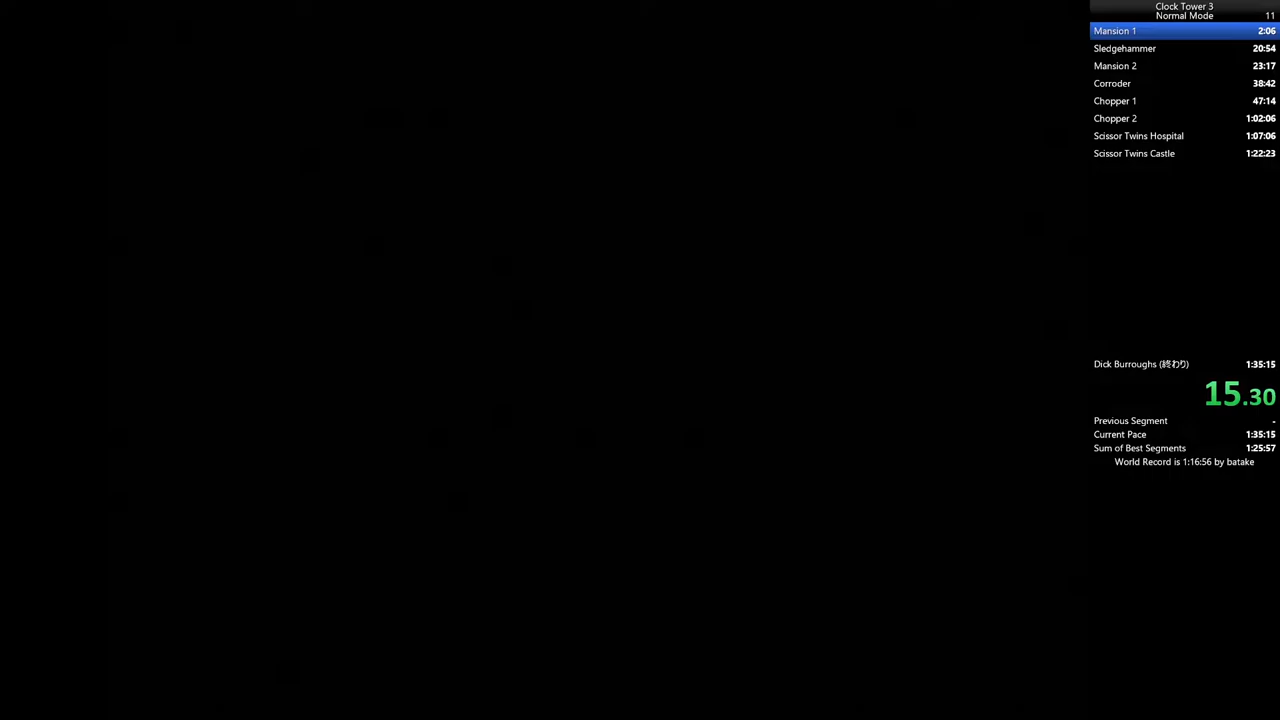 Clock Tower 3
Normal Mode 11
Mansion 1 2:06
Sledgehammer 20:54
Mansion 2 23:17
Corroder 38:42
Chopper 1 47:14
Chopper 2 1:02:06
Scissor Twins Hospital 1:07:06
Scissor Twins Castle 1:22:23
Dick Burroughs (終わり) 1:35:15
15.30
Previous Segment -
Current Pace 1:35:15
Sum of Best Segments 1:25:57
World Record is 1:16:56 by batake